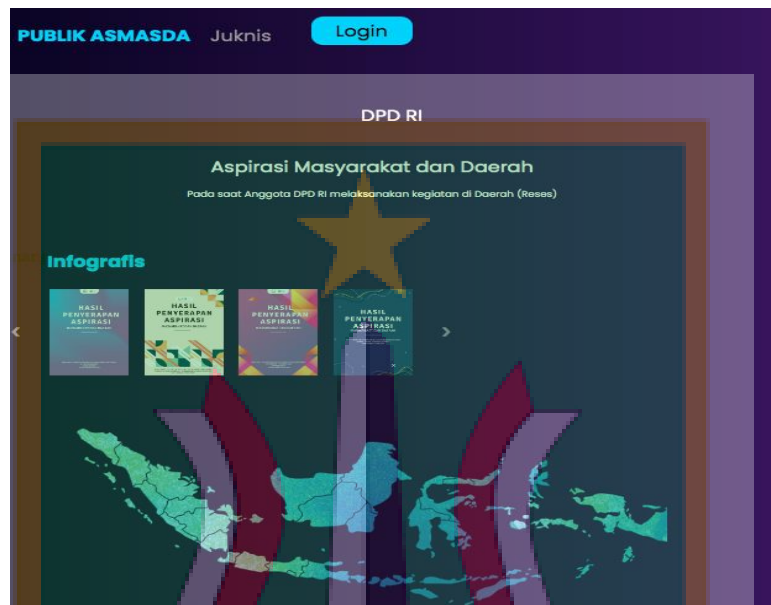 PUBLIK ASMASDA Juknis Login
DPD RI
Aspirasi Masyarakat dan Daerah
Pada saat Anggota DPD RI melaksanakan kegiatan di Daerah (Reses)
Infografis
HASIL
PENYERAPAN
ASPIRASI
HASIL
PENYERAPAN
ASPIRASI
HASIL
PENYERAPAN
ASPIRASI
HASIL
PENYERAPAN
ASPIRASI